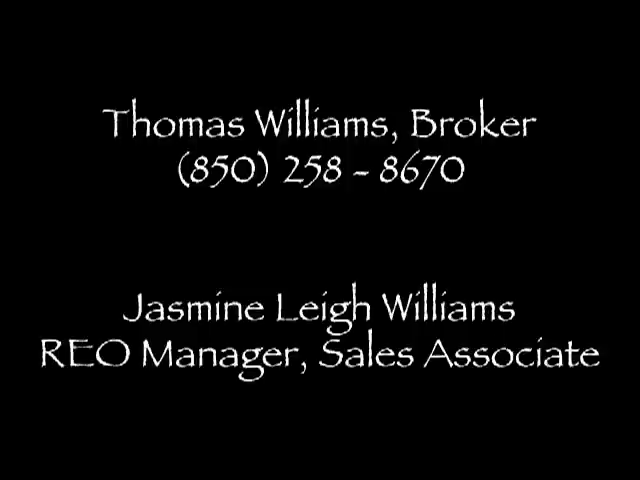 Thomas Williams, Broker
(850) 258 - 8670
Jasmine Leigh Williams
REO Manager, Sales Associate